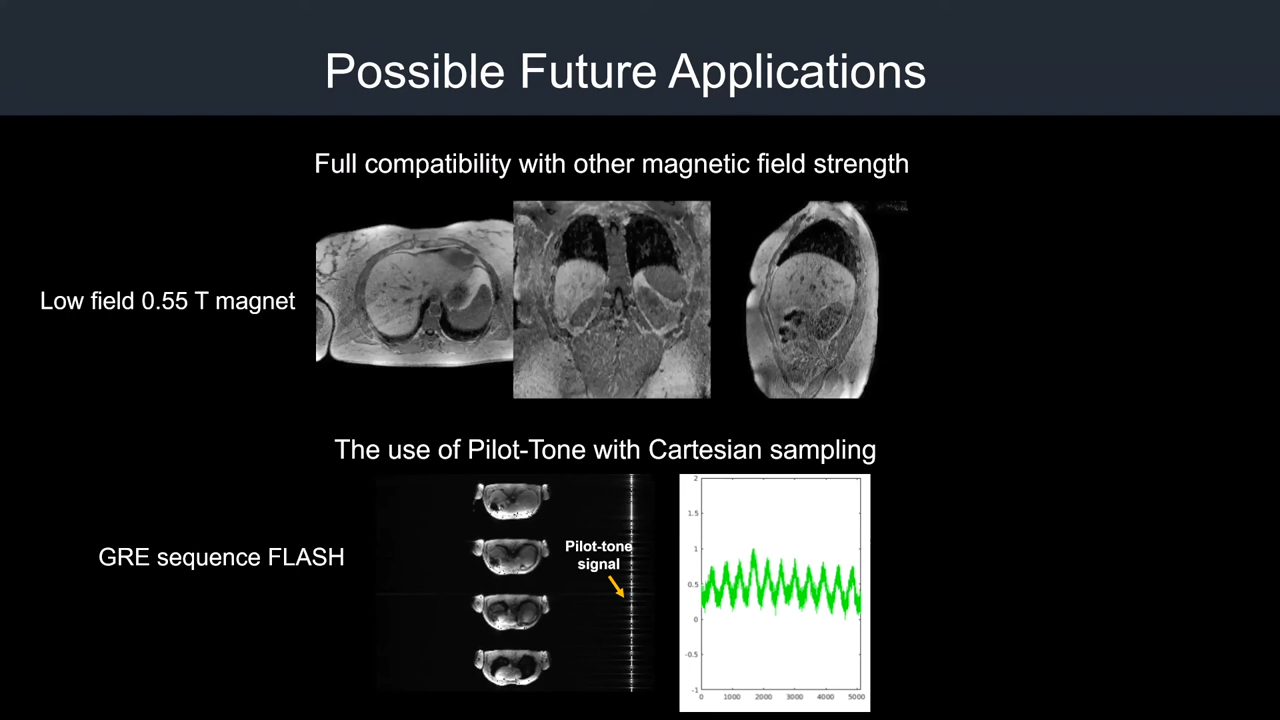 Possible Future Applications
Full compatibility with other magnetic field strength
Low field 0.55 T magnet
The use of Pilot-Tone with Cartesian sampling
GRE sequence FLASH
Pilot-tone
signal
2
1.5
1
0.5
0
-0.5
-1
0 1000 2000 3000 4000 5000